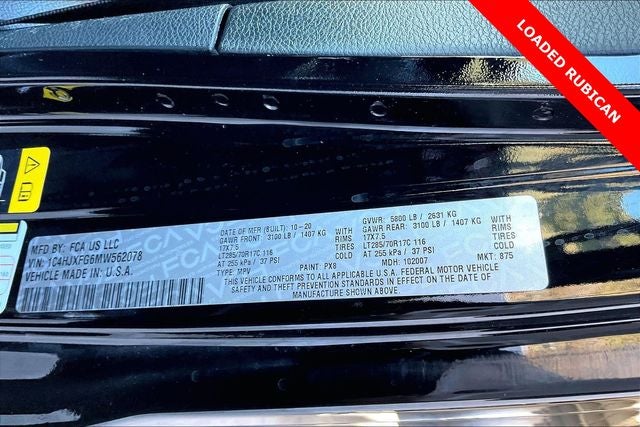 LOADED RUBICAN
MFD BY: FCA US LLC
VIN: 1C4HJXFG6MW562078
MADE IN U.S.A.
DATE OF MFR (BUILT): 10-20
GAWR FRONT: 3100 LB / 1407 KG WITH
17X7.5 RIMS
LT285/70R17C 116 TIRES
AT 255 kPa / 37 PSI
GVWR: 5800 LB / 2631 KG
GAWR REAR: 3100 LB / 1407 KG WITH
17X7.5 RIMS
LT285/70R17C 116 TIRES
AT 255 kPa / 37 PSI
TYPE: MPV PAINT: PX8 MDH: 102007 MKT: 875
THIS VEHICLE CONFORMS TO ALL APPLICABLE U.S.A. FEDERAL MOTOR VEHICLE
SAFETY AND THEFT PREVENTION STANDARDS IN EFFECT ON THE DATE OF
MANUFACTURE SHOWN ABOVE.